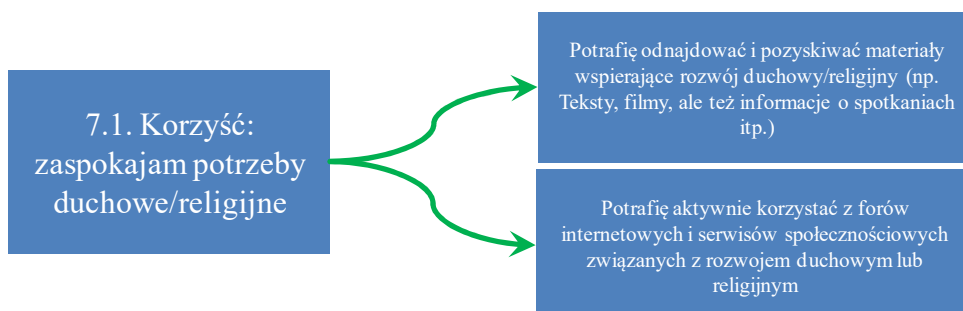 7.1. Korzyść:
zaspokajam potrzeby
duchowe/religijne
Potrafię odnajdować i pozyskiwać materiały
wspierające rozwój duchowy/religijny (np.
Teksty, filmy, ale też informacje o spotkaniach
itp.)
Potrafię aktywnie korzystać z forów
internetowych i serwisów społecznościowych
związanych z rozwojem duchowym lub
religijnym